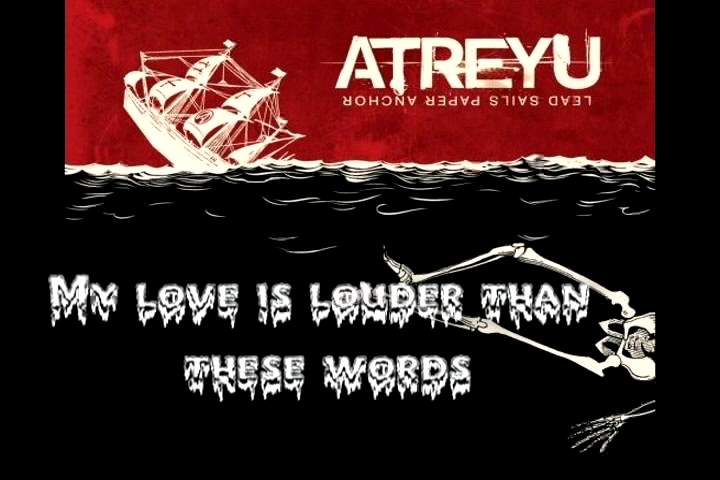 ATREYU
LEAD SAILS PAPER ANCHOR
My love is louder than
these words